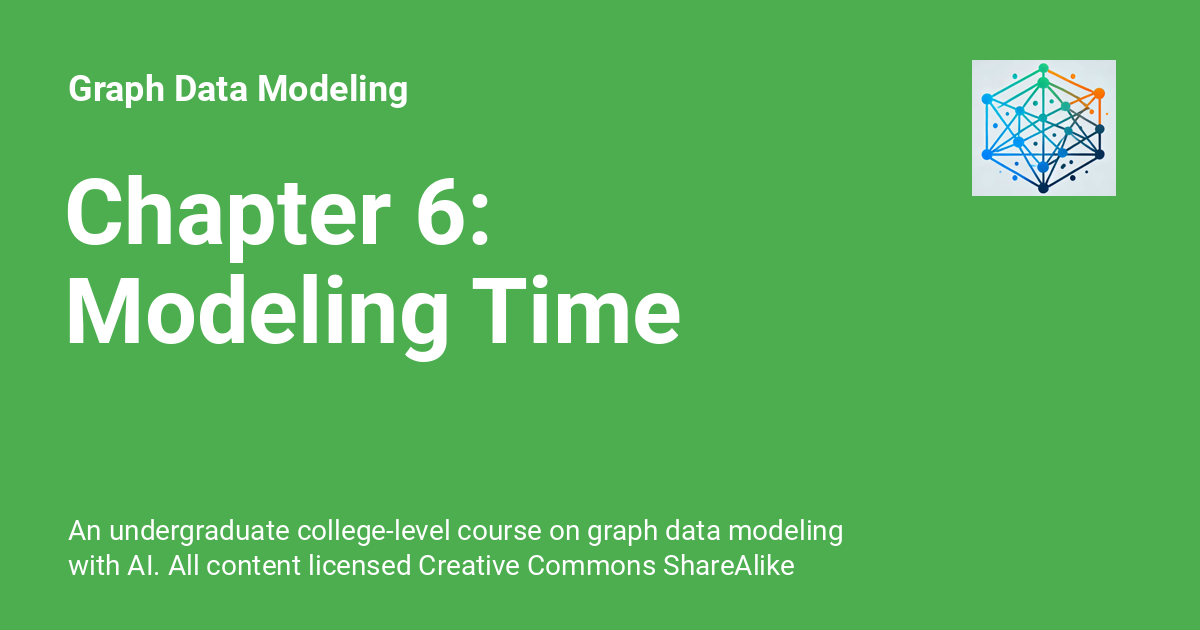 Graph Data Modeling
Chapter 6:
Modeling Time
An undergraduate college-level course on graph data modeling
with AI. All content licensed Creative Commons ShareAlike